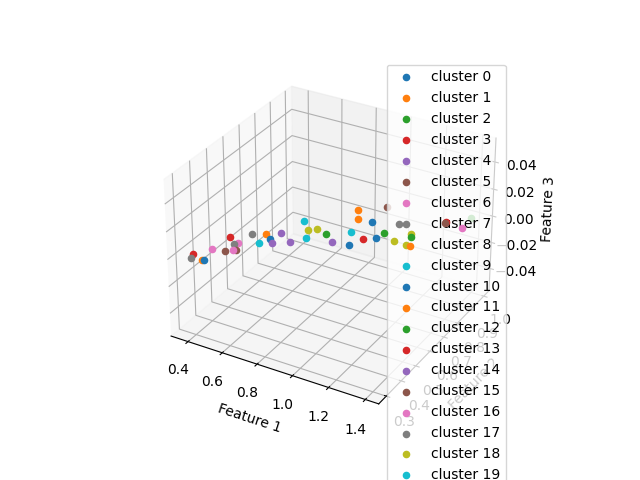 cluster 0
cluster 1
cluster 2
cluster 3
cluster 4
cluster 5
cluster 6
cluster 7
cluster 8
cluster 9
cluster 10
cluster 11
cluster 12
cluster 13
cluster 14
cluster 15
cluster 16
cluster 17
cluster 18
cluster 19
0.04
0.02
0.00
−0.02
−0.04
Feature 3
0.4
0.6
0.8
1.0
1.2
1.4
Feature 1
0.3
0.4
0.9
1.0
Feature